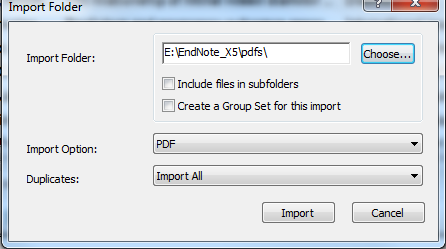 Import Folder
Import Folder:
E:\EndNote_X5\pdfs\
Choose...
Include files in subfolders
Create a Group Set for this import
Import Option:
PDF
Duplicates:
Import All
Import
Cancel